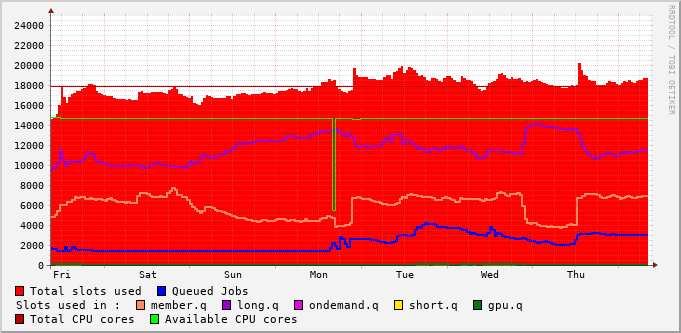 24000
22000
20000
18000
16000
14000
12000
10000
8000
6000
4000
2000
0
Fri Sat Sun Mon Tue Wed Thu
RRDTOOL / TOBI OETIKER
Total slots used Queued Jobs
Slots used in : member.q long.q ondemand.q short.q gpu.q
Total CPU cores Available CPU cores